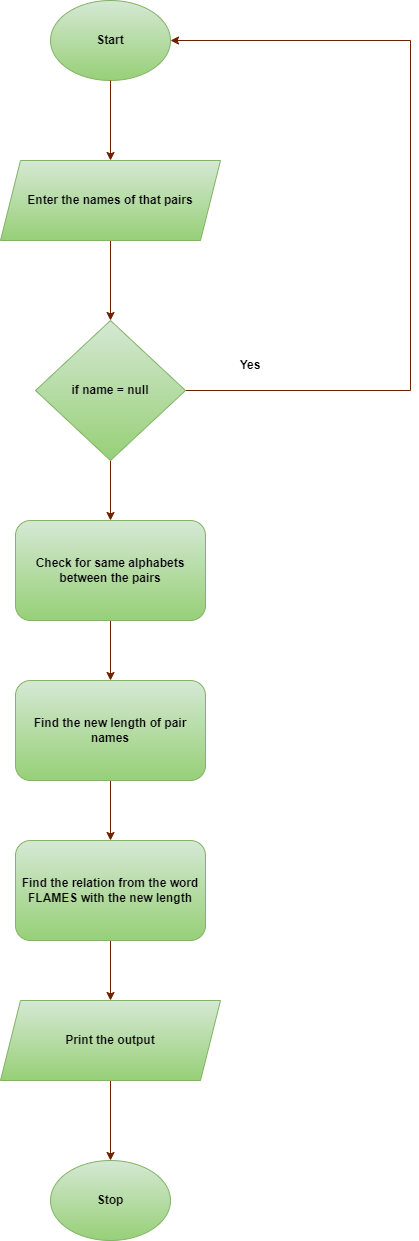 Start
Enter the names of that pairs
Yes
if name = null
Check for same alphabets
between the pairs
Find the new length of pair
names
Find the relation from the word
FLAMES with the new length
Print the output
Stop